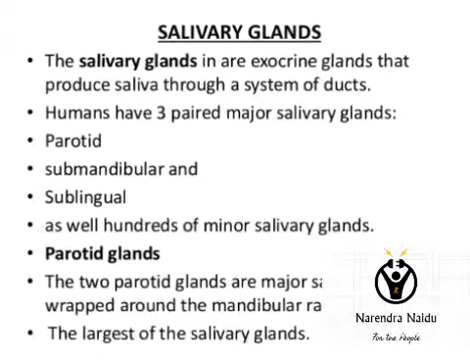 SALIVARY GLANDS
• The salivary glands in are exocrine glands that
produce saliva through a system of ducts.
• Humans have 3 paired major salivary glands:
• Parotid
• submandibular and
• Sublingual
• as well hundreds of minor salivary glands.
• Parotid glands
• The two parotid glands are major
wrapped around the mandibular
• The largest of the salivary glands.
Narendra Naidu
For the People